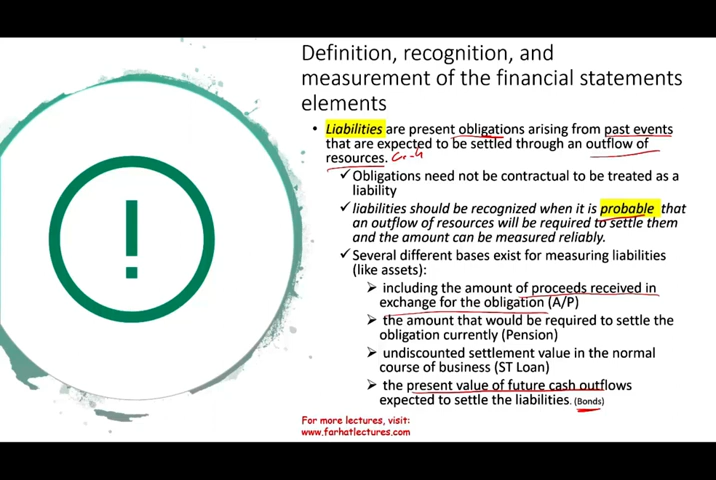 Definition, recognition, and
measurement of the financial statements
elements
• Liabilities are present obligations arising from past events
that are expected to be settled through an outflow of
resources.
✓ Obligations need not be contractual to be treated as a
liability
✓ liabilities should be recognized when it is probable that
an outflow of resources will be required to settle them
and the amount can be measured reliably.
✓ Several different bases exist for measuring liabilities
(like assets):
➢ including the amount of proceeds received in
exchange for the obligation (A/P)
➢ the amount that would be required to settle the
obligation currently (Pension)
➢ undiscounted settlement value in the normal
course of business (ST Loan)
➢ the present value of future cash outflows
expected to settle the liabilities. (Bonds)
For more lectures, visit:
www.farhatlectures.com